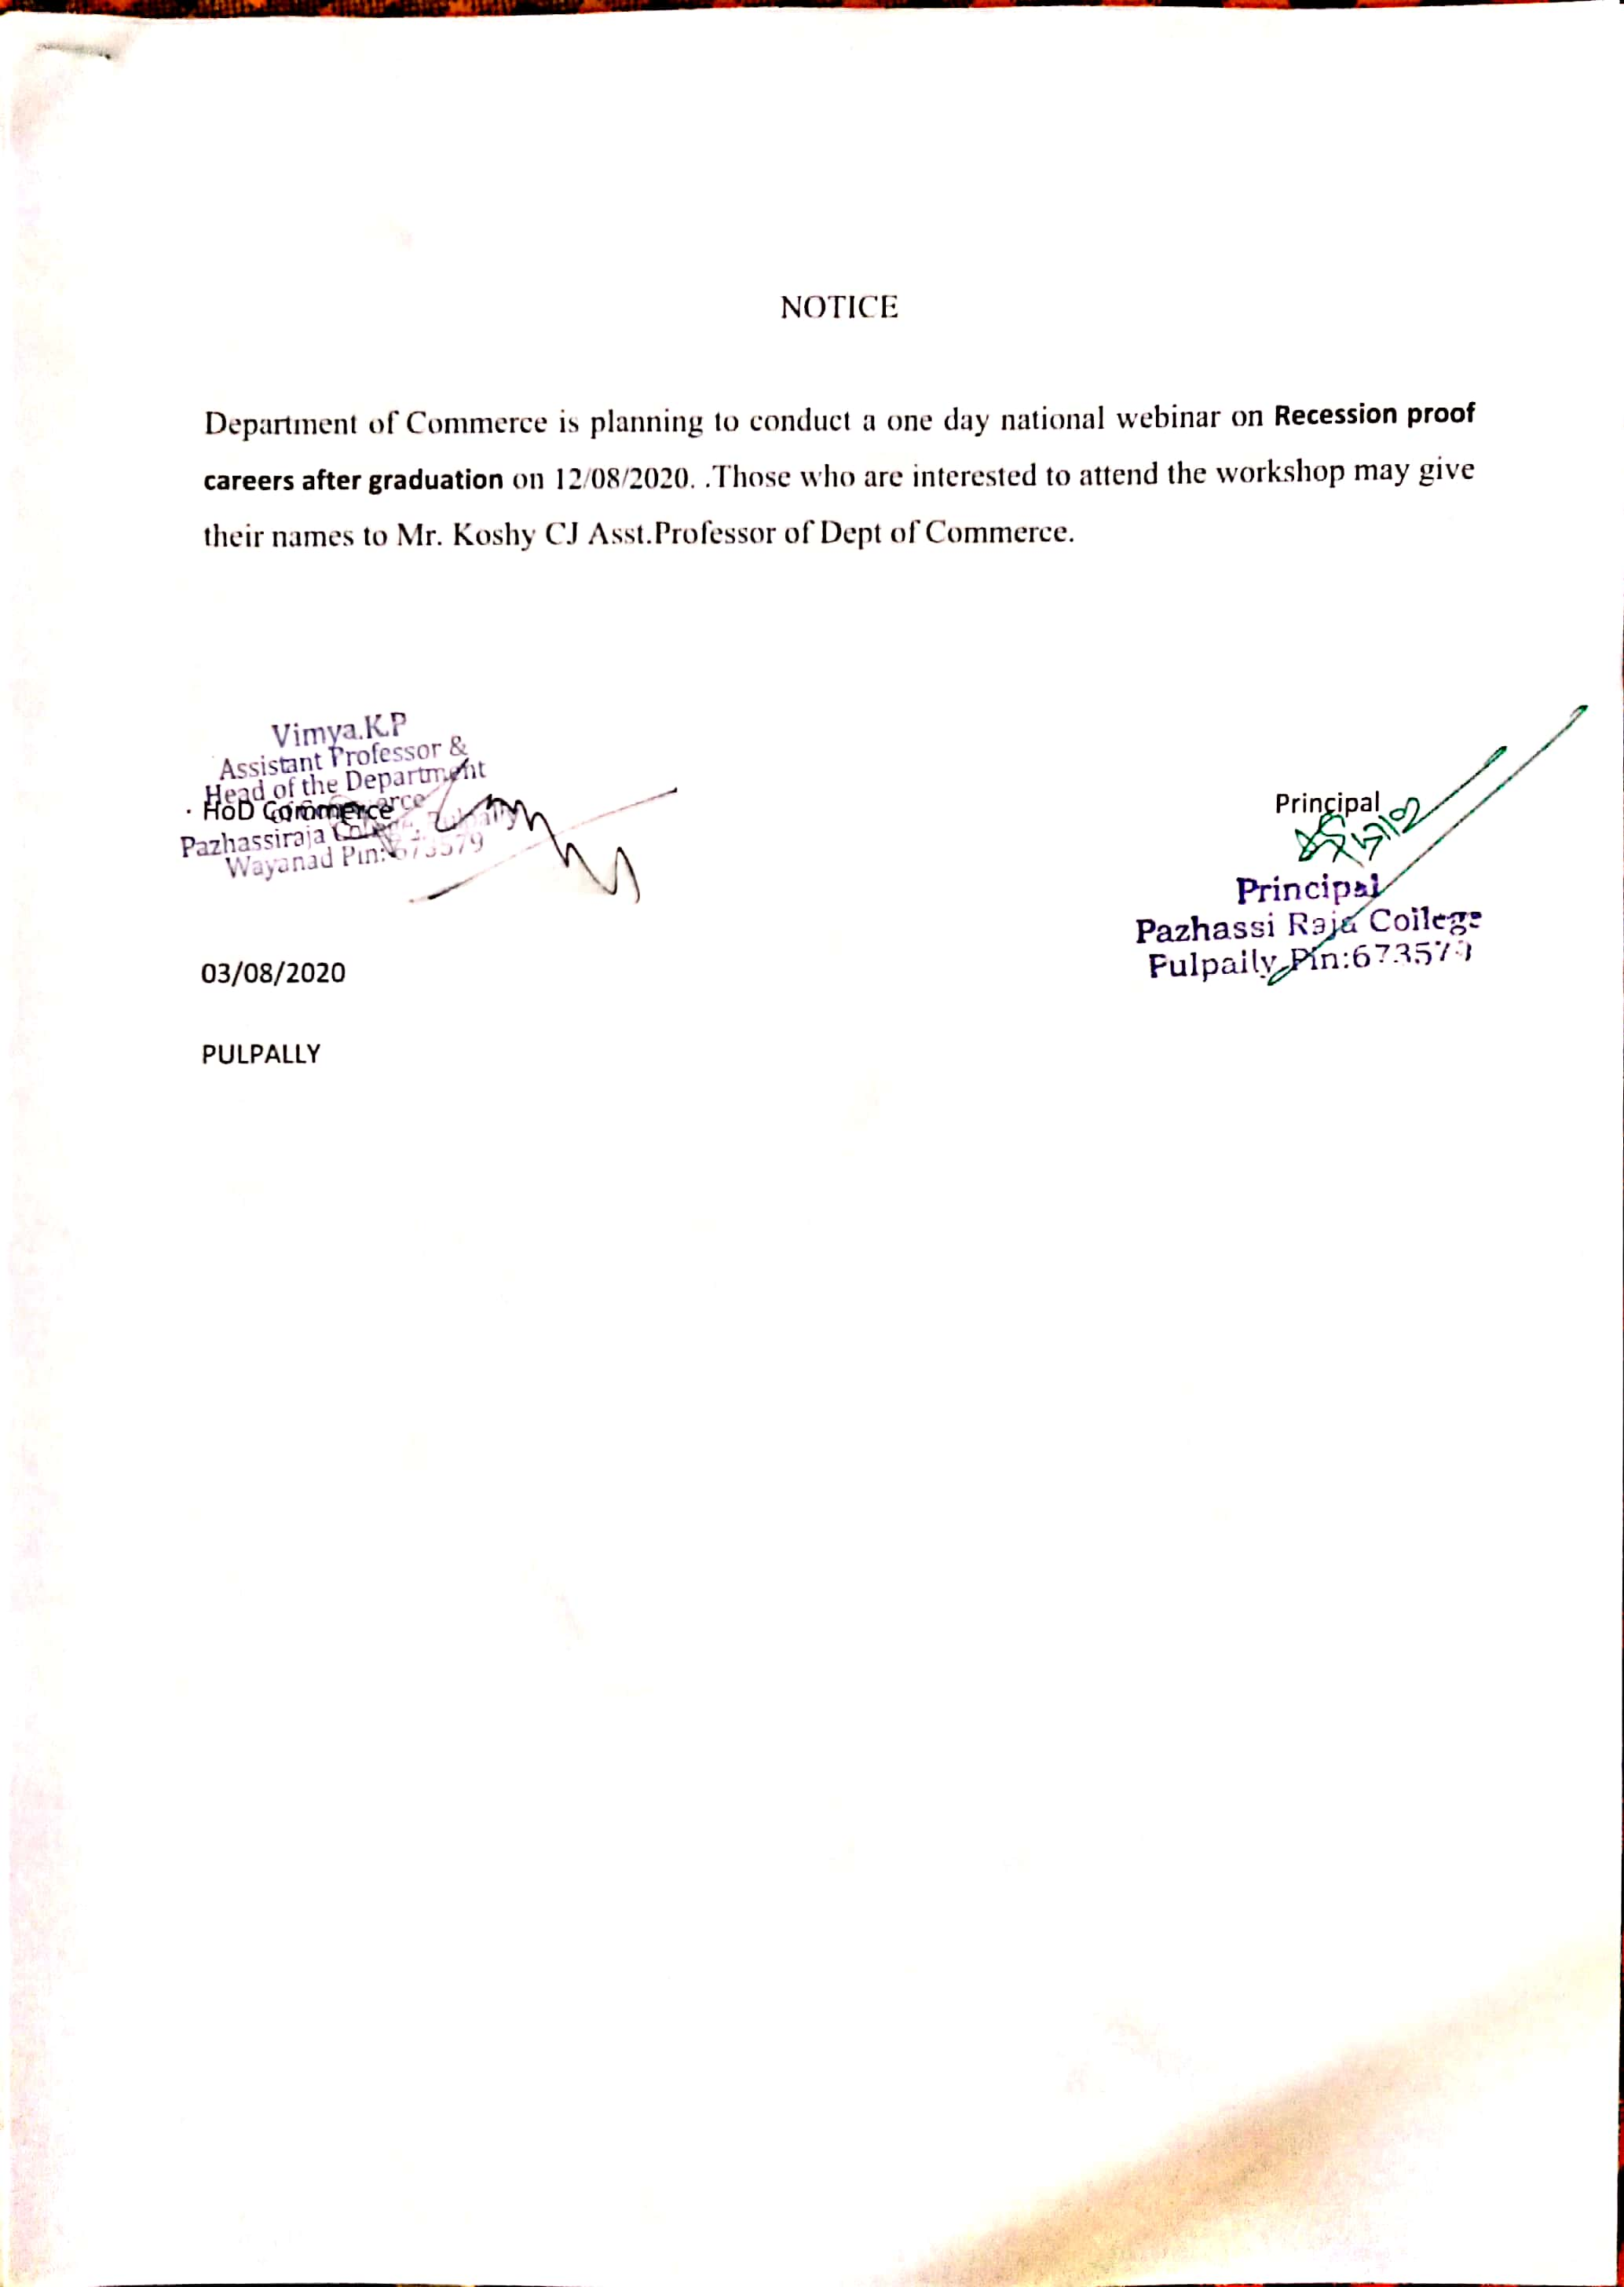 NOTICE
Department of Commerce is planning to conduct a one day national webinar on Recession proof
careers after graduation on 12/08/2020. .Those who are interested to attend the workshop may give
their names to Mr. Koshy CJ Asst.Professor of Dept of Commerce.
Vimya.K.P
Assistant Professor &
Head of the Department
HoD Commerce
Pazhassiraja
Wayanad Pin:673579
Principal
Principal
Pazhassi Raja College
Pulpally Pin:673579
03/08/2020
PULPALLY